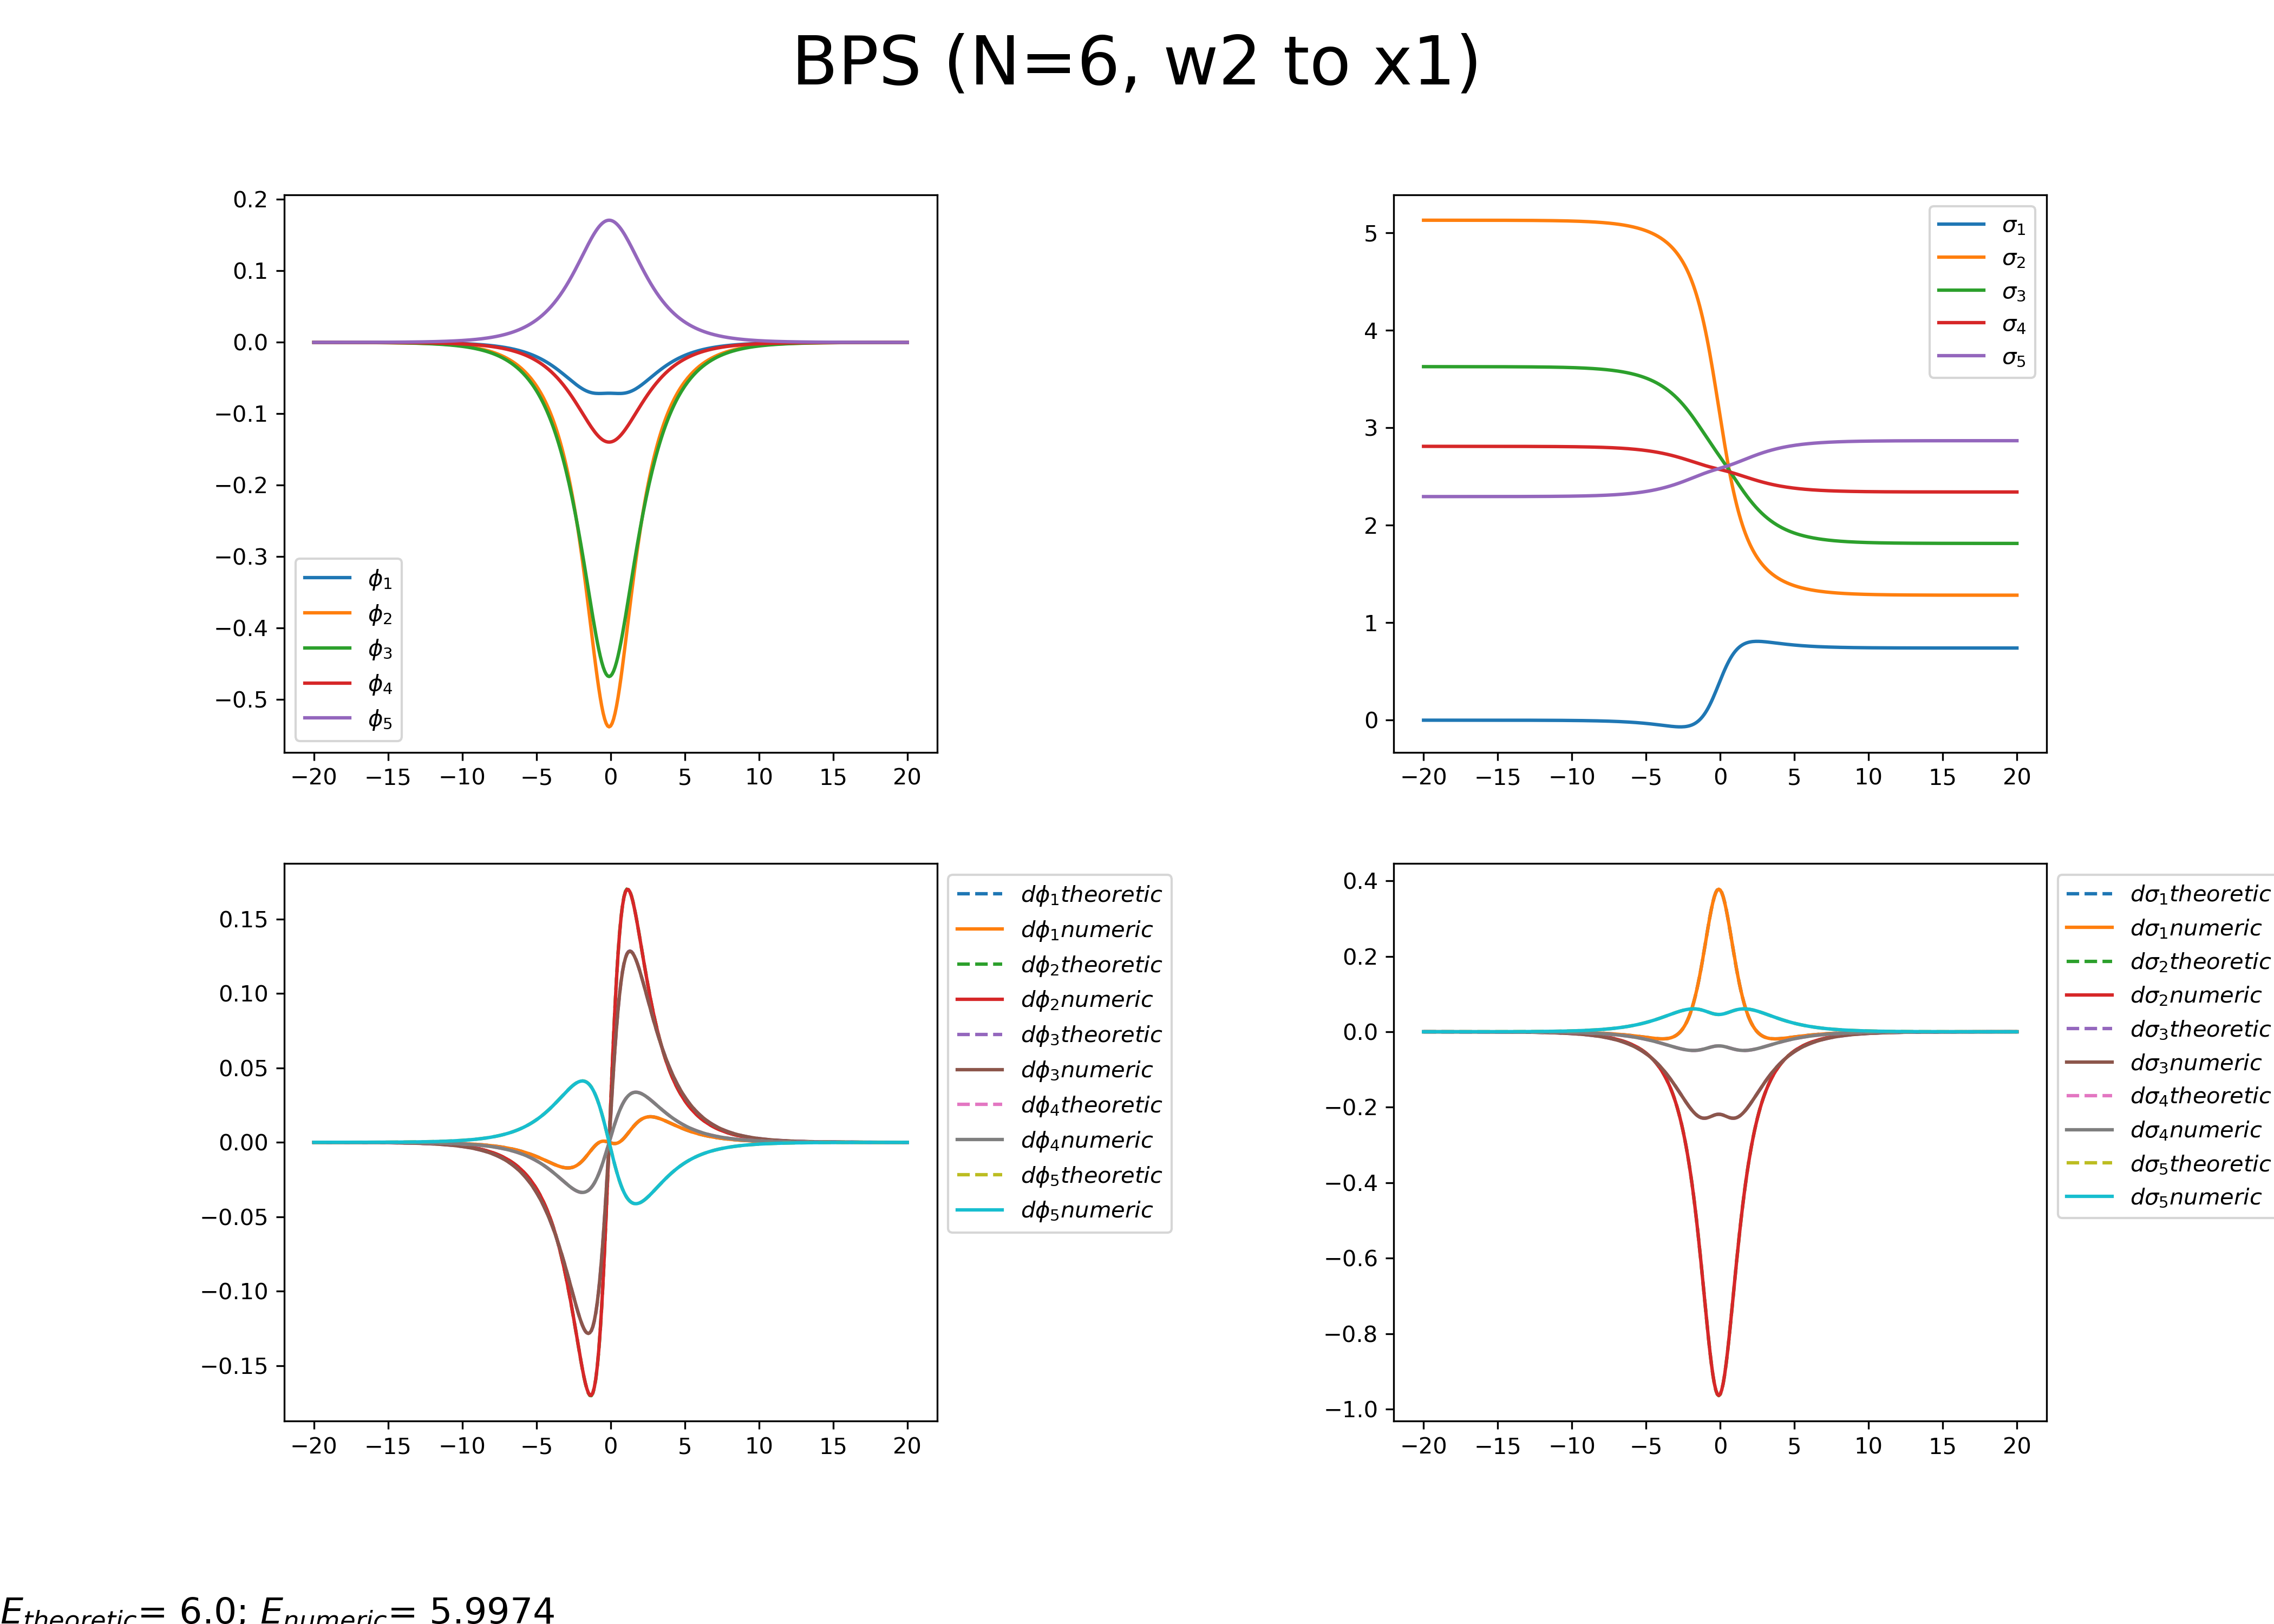 BPS (N=6, w2 to x1)
0.2
0.1
0.0
−0.1
−0.2
−0.3
−0.4
−0.5
ϕ1
ϕ2
ϕ3
ϕ4
ϕ5
−20 −15 −10 −5 0 5 10 15 20
5
4
3
2
1
0
σ1
σ2
σ3
σ4
σ5
−20 −15 −10 −5 0 5 10 15 20
0.15
0.10
0.05
0.00
−0.05
−0.10
−0.15
dϕ1theoretic
dϕ1numeric
dϕ2theoretic
dϕ2numeric
dϕ3theoretic
dϕ3numeric
dϕ4theoretic
dϕ4numeric
dϕ5theoretic
dϕ5numeric
−20 −15 −10 −5 0 5 10 15 20
0.4
0.2
0.0
−0.2
−0.4
−0.6
−0.8
−1.0
dσ1theoretic
dσ1numeric
dσ2theoretic
dσ2numeric
dσ3theoretic
dσ3numeric
dσ4theoretic
dσ4numeric
dσ5theoretic
dσ5numeric
−20 −15 −10 −5 0 5 10 15 20
Etheoretic= 6.0; Enumeric= 5.9974